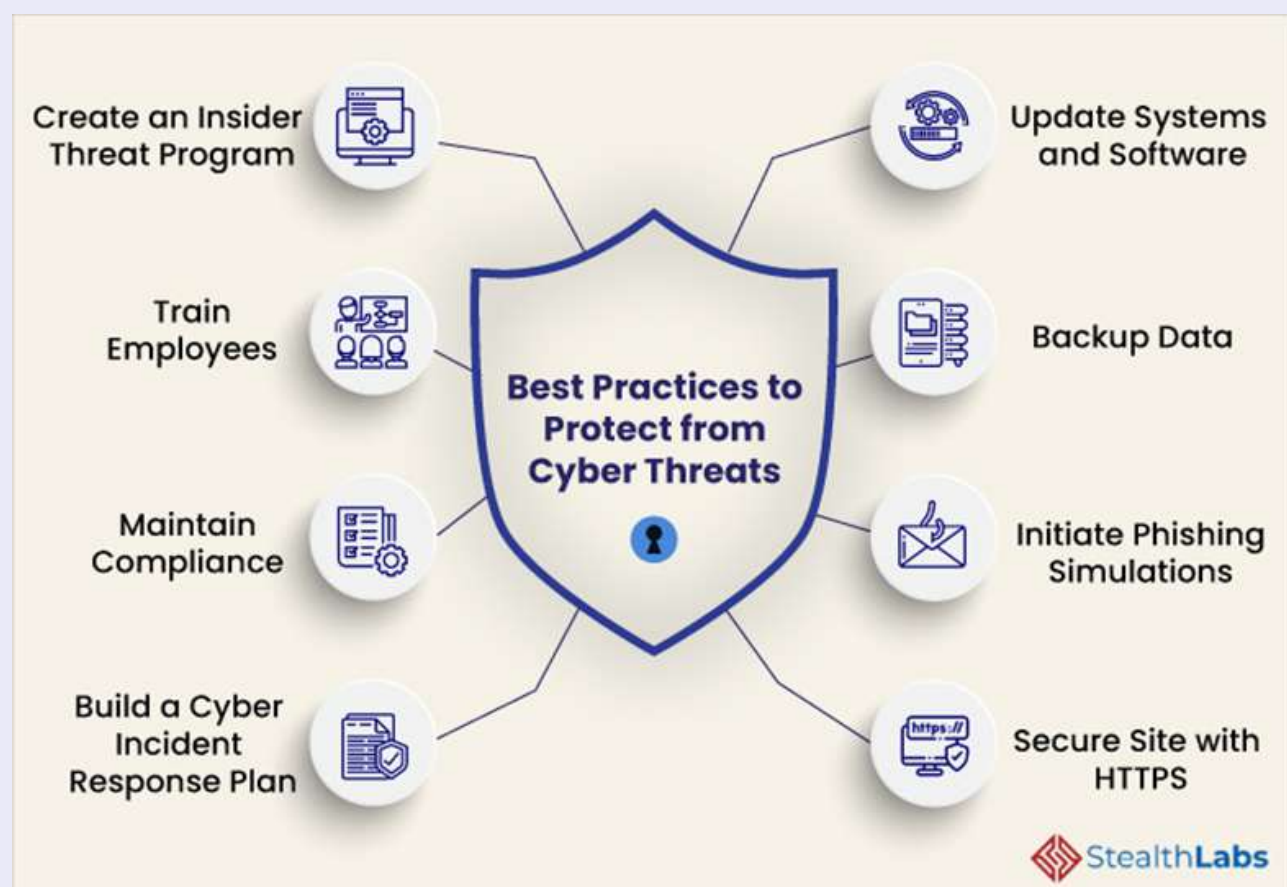 Create an Insider
Threat Program
Train
Employees
Maintain
Compliance
Build a Cyber
Incident
Response Plan
Best Practices to
Protect from
Cyber Threats
Update Systems
and Software
Backup Data
Initiate Phishing
Simulations
https://
Secure Site with
HTTPS
StealthLabs